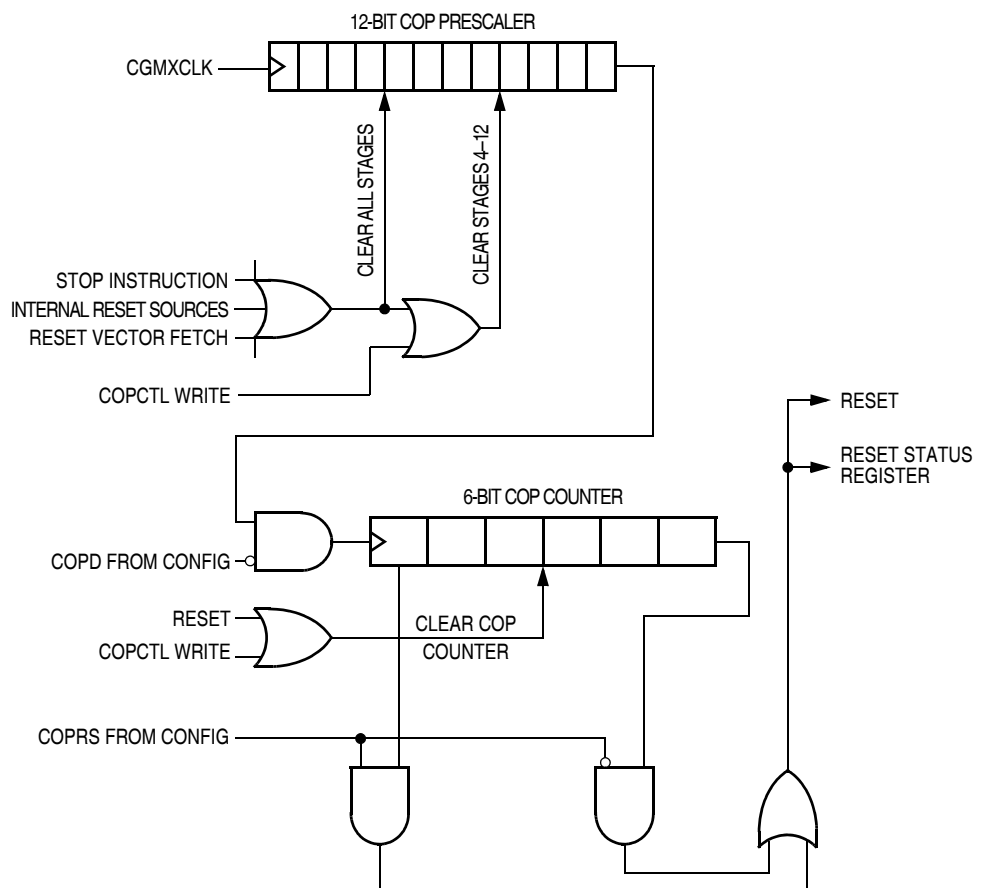 12-BIT COP PRESCALER
CGMXCLK
CLEAR ALL STAGES
CLEAR STAGES 4–12
STOP INSTRUCTION
INTERNAL RESET SOURCES
RESET VECTOR FETCH
COPCTL WRITE
RESET
RESET STATUS
REGISTER
6-BIT COP COUNTER
COPD FROM CONFIG
RESET
COPCTL WRITE
CLEAR COP
COUNTER
COPRS FROM CONFIG